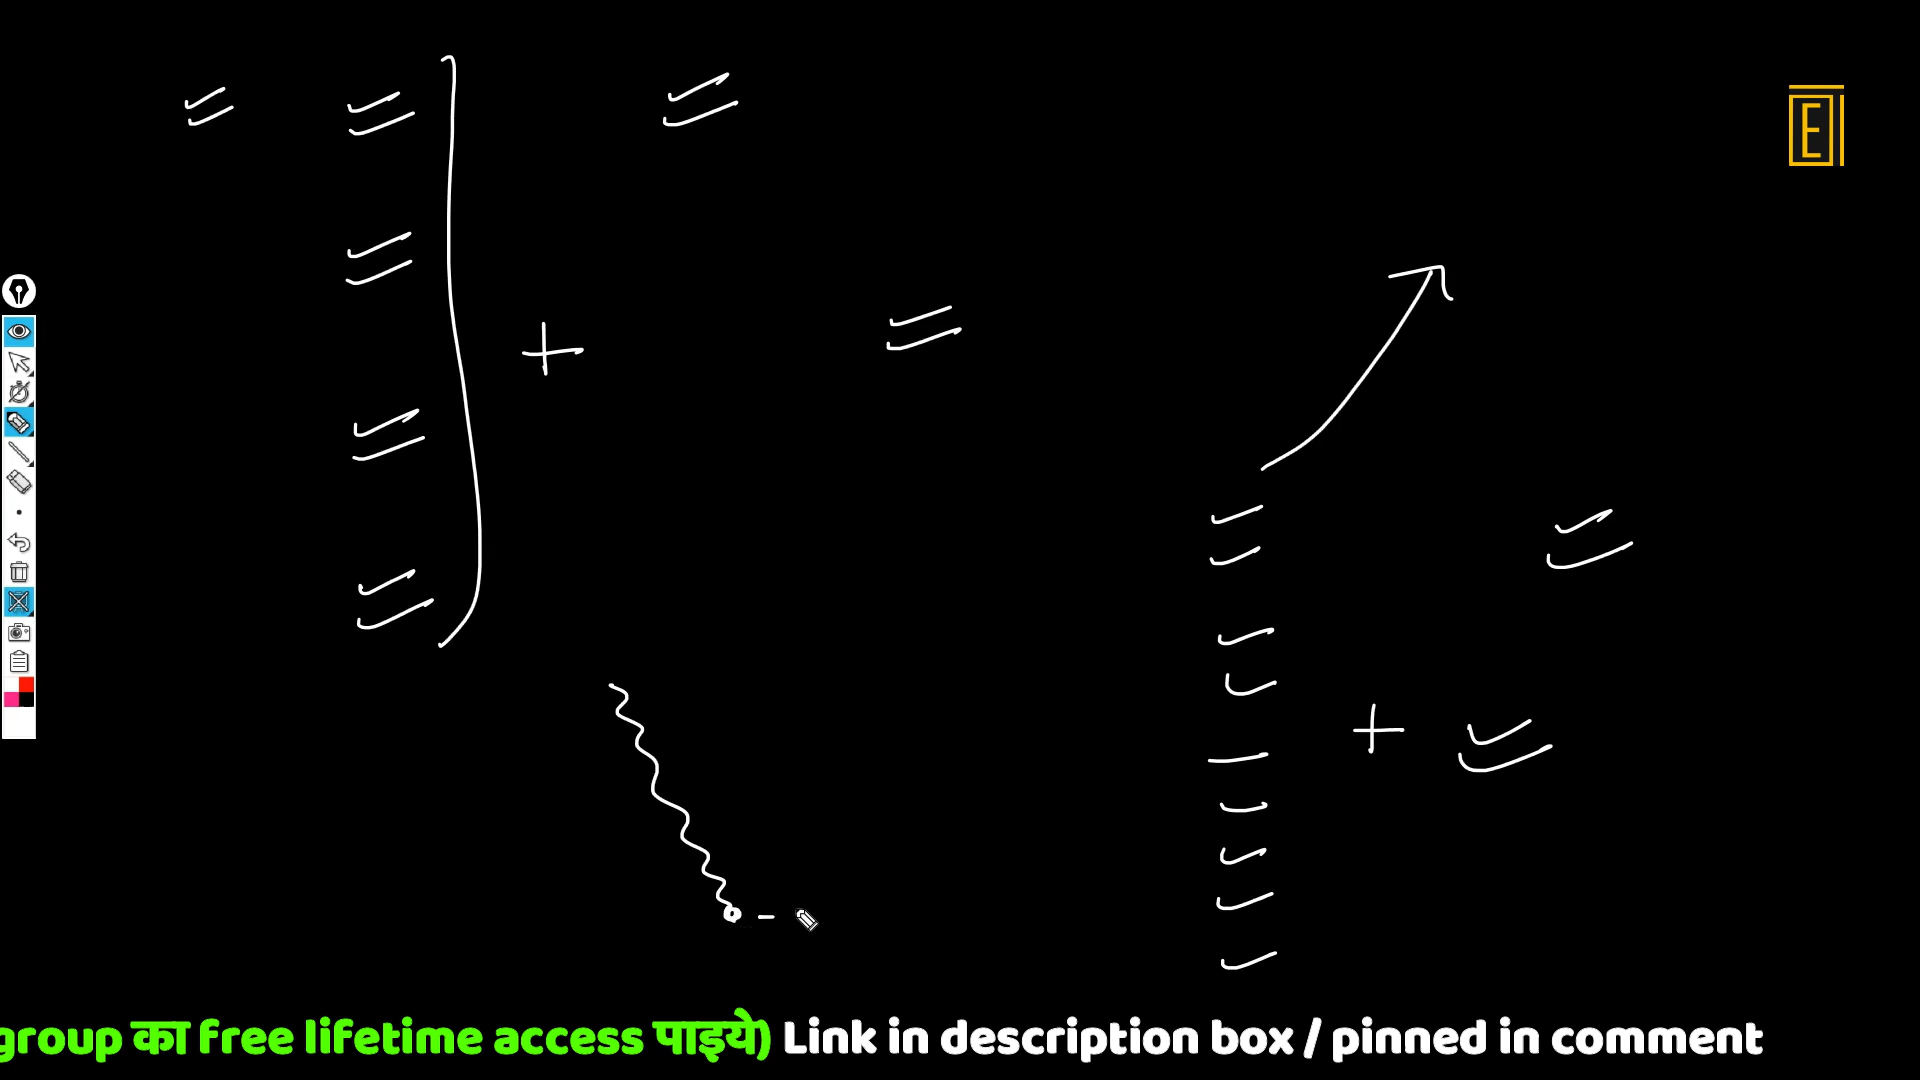 E
group का free lifetime access पाइये) Link in description box / pinned in comment